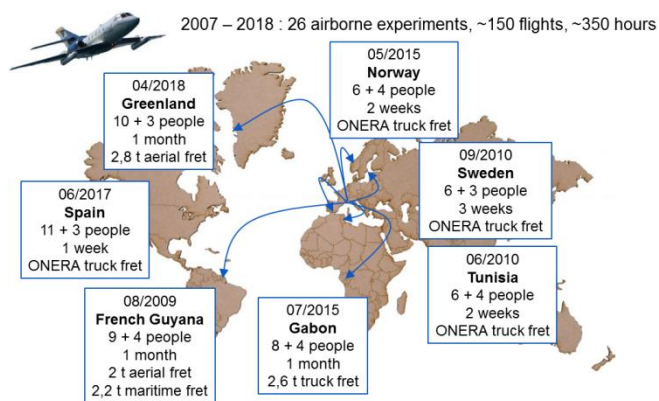 2007 – 2018 : 26 airborne experiments, ~150 flights, ~350 hours
05/2015
Norway
6 + 4 people
2 weeks
ONERA truck fret
04/2018
Greenland
10 + 3 people
1 month
2,8 t aerial fret
09/2010
Sweden
6 + 3 people
3 weeks
ONERA truck fret
06/2017
Spain
11 + 3 people
1 week
ONERA truck fret
06/2010
Tunisia
6 + 4 people
2 weeks
ONERA truck fret
08/2009
French Guyana
9 + 4 people
1 month
2 t aerial fret
2,2 t maritime fret
07/2015
Gabon
8 + 4 people
1 month
2,6 t truck fret